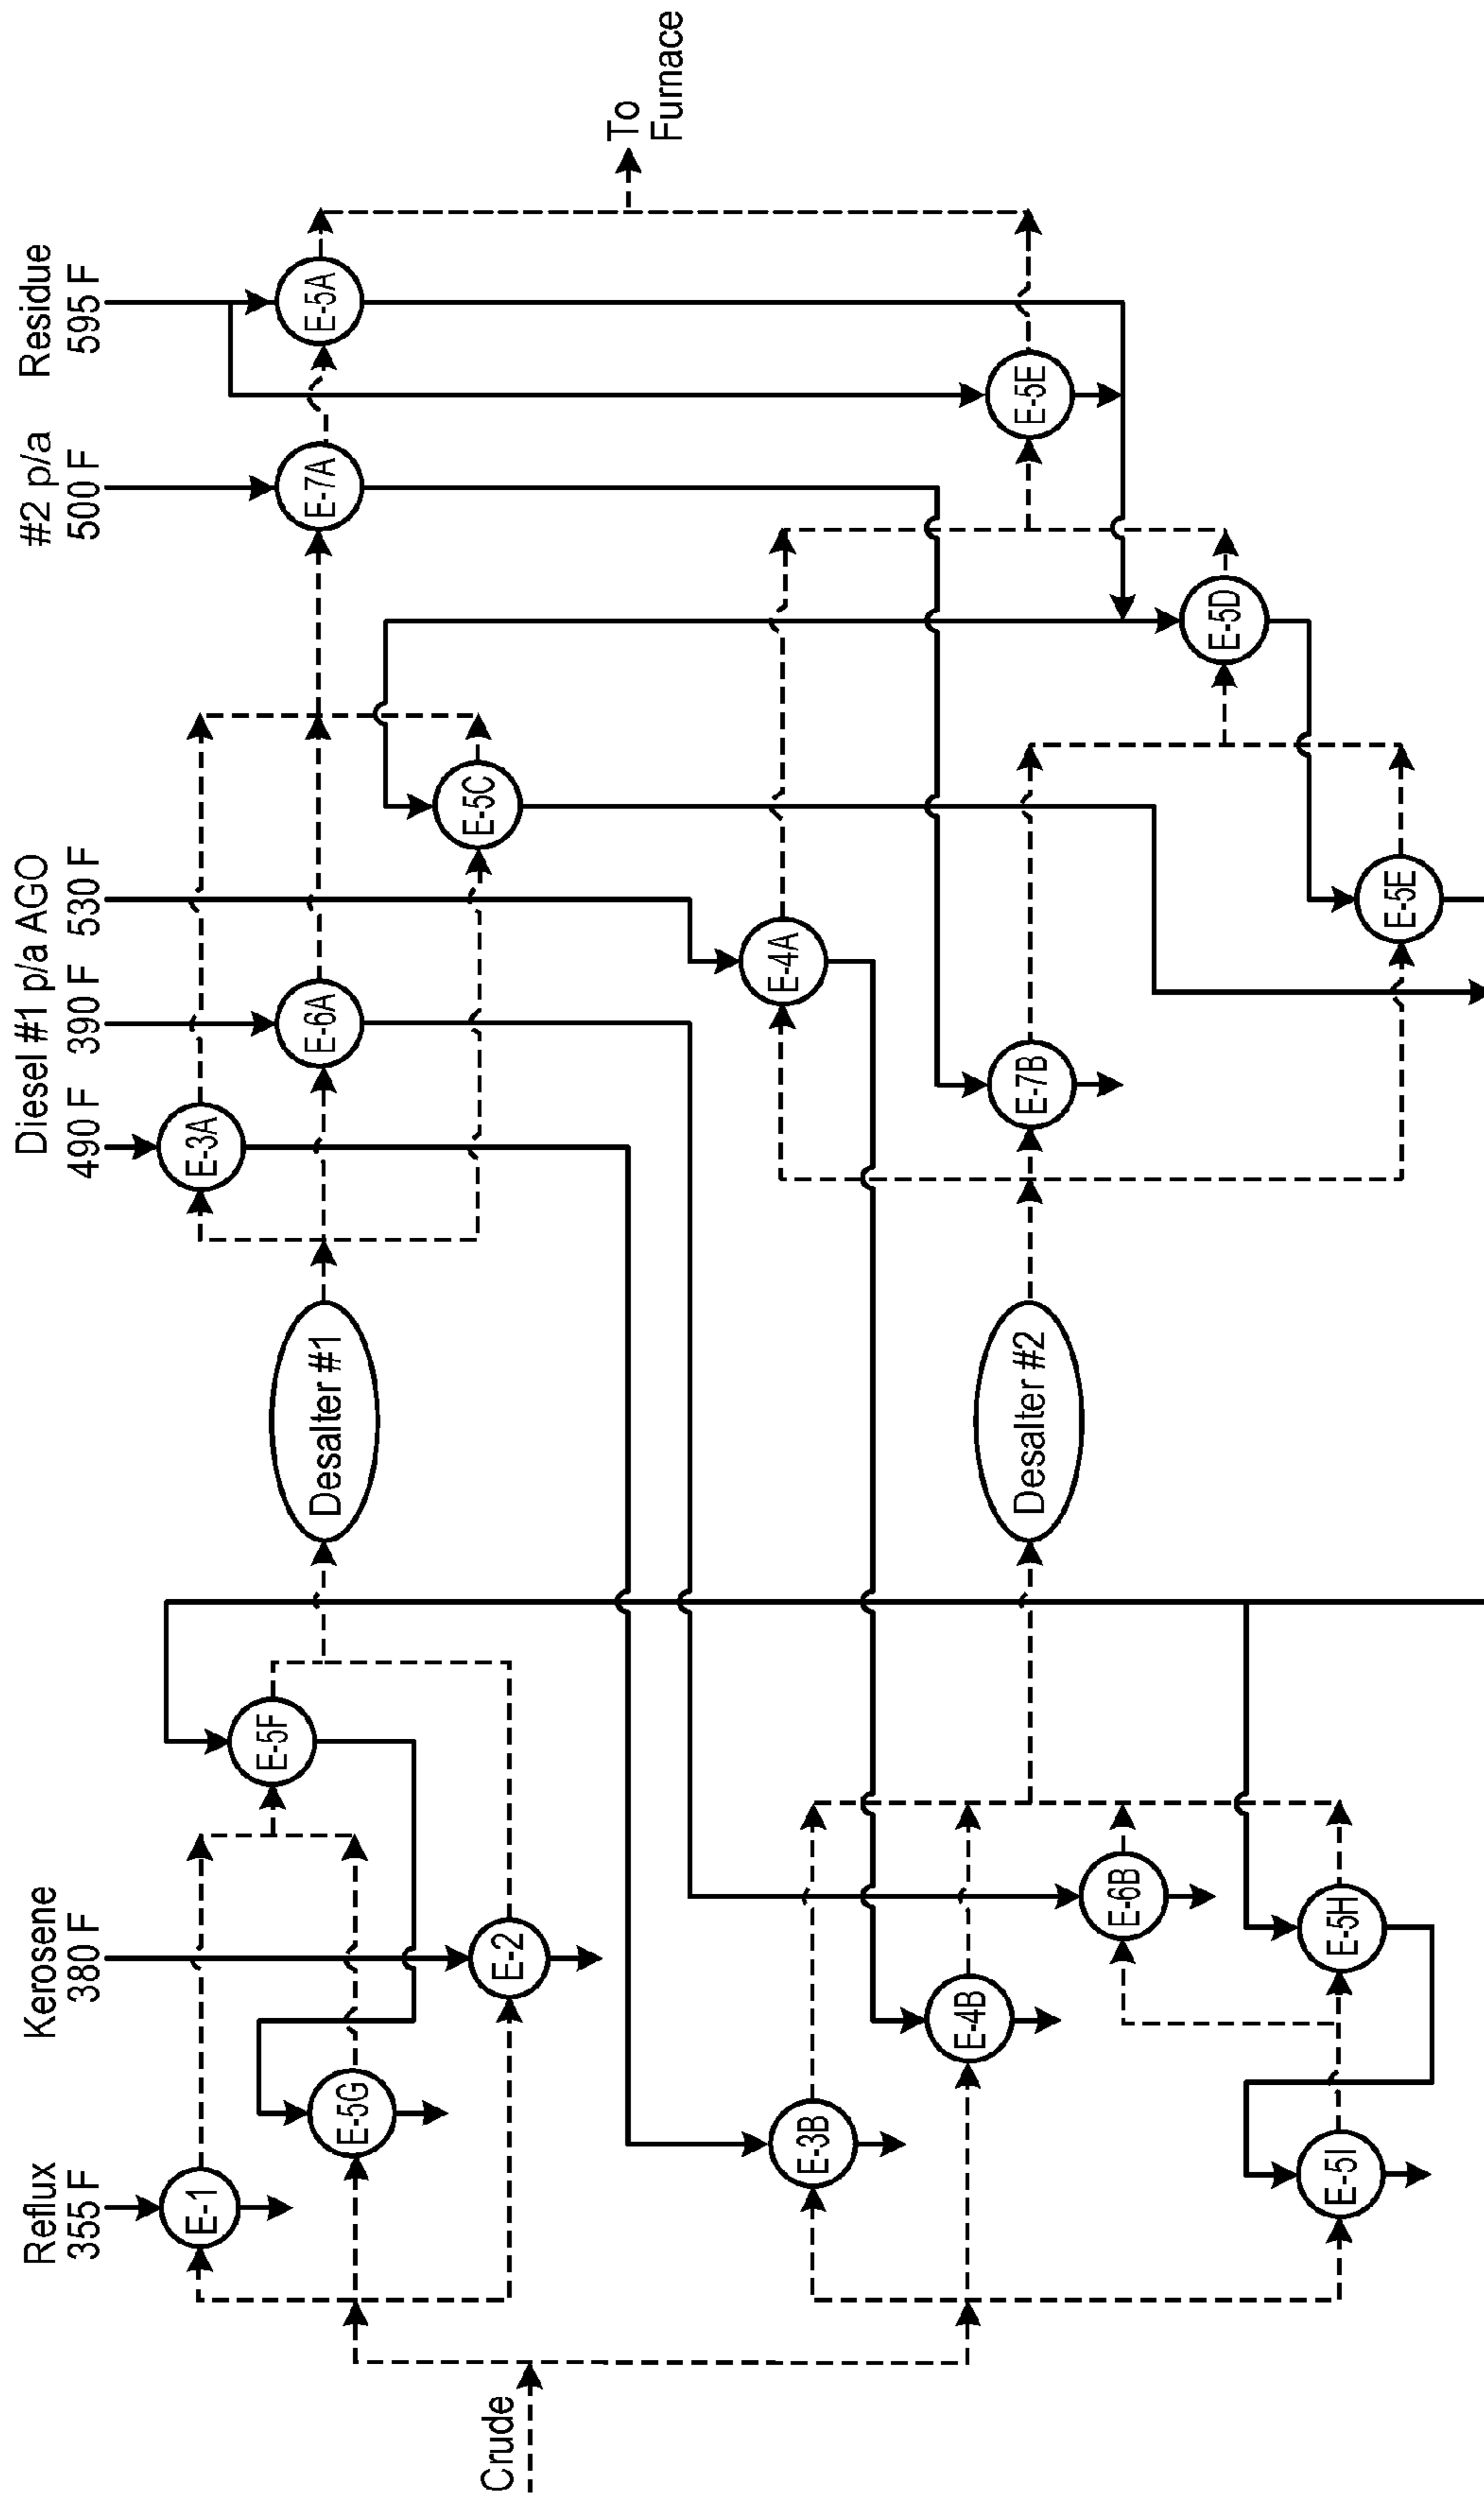 Reflux
355 F
Kerosene
380 F
Diesel #1 p/a AGO
490 F 390 F 530 F
#2 p/a
500 F
Residue
595 F
E-1
E-5G
E-5F
E-2
Desalter #1
E-3A
E-6A
E-5C
E-7A
E-5A
To
Furnace
Crude
E-3B
E-4B
E-6B
E-5H
E-5I
Desalter #2
E-4A
E-7B
E-5E
E-5D
E-5E